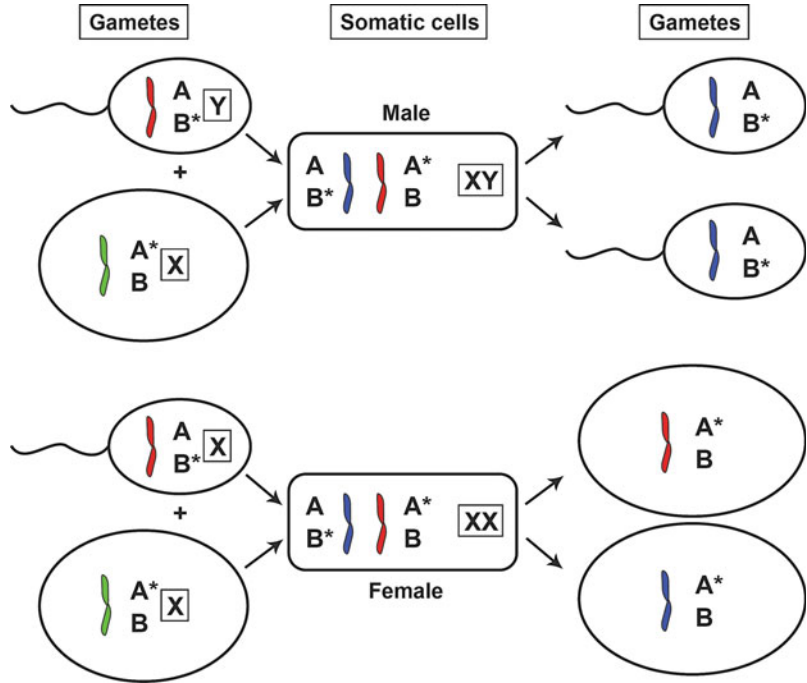 Gametes
Somatic cells
Gametes
A
B*
Y
+
A*
B
X
Male
A
B*
A*
B
XY
A
B*
A
B*
A
B*
X
+
A*
B
X
A
B*
A*
B
XX
Female
A*
B
A*
B